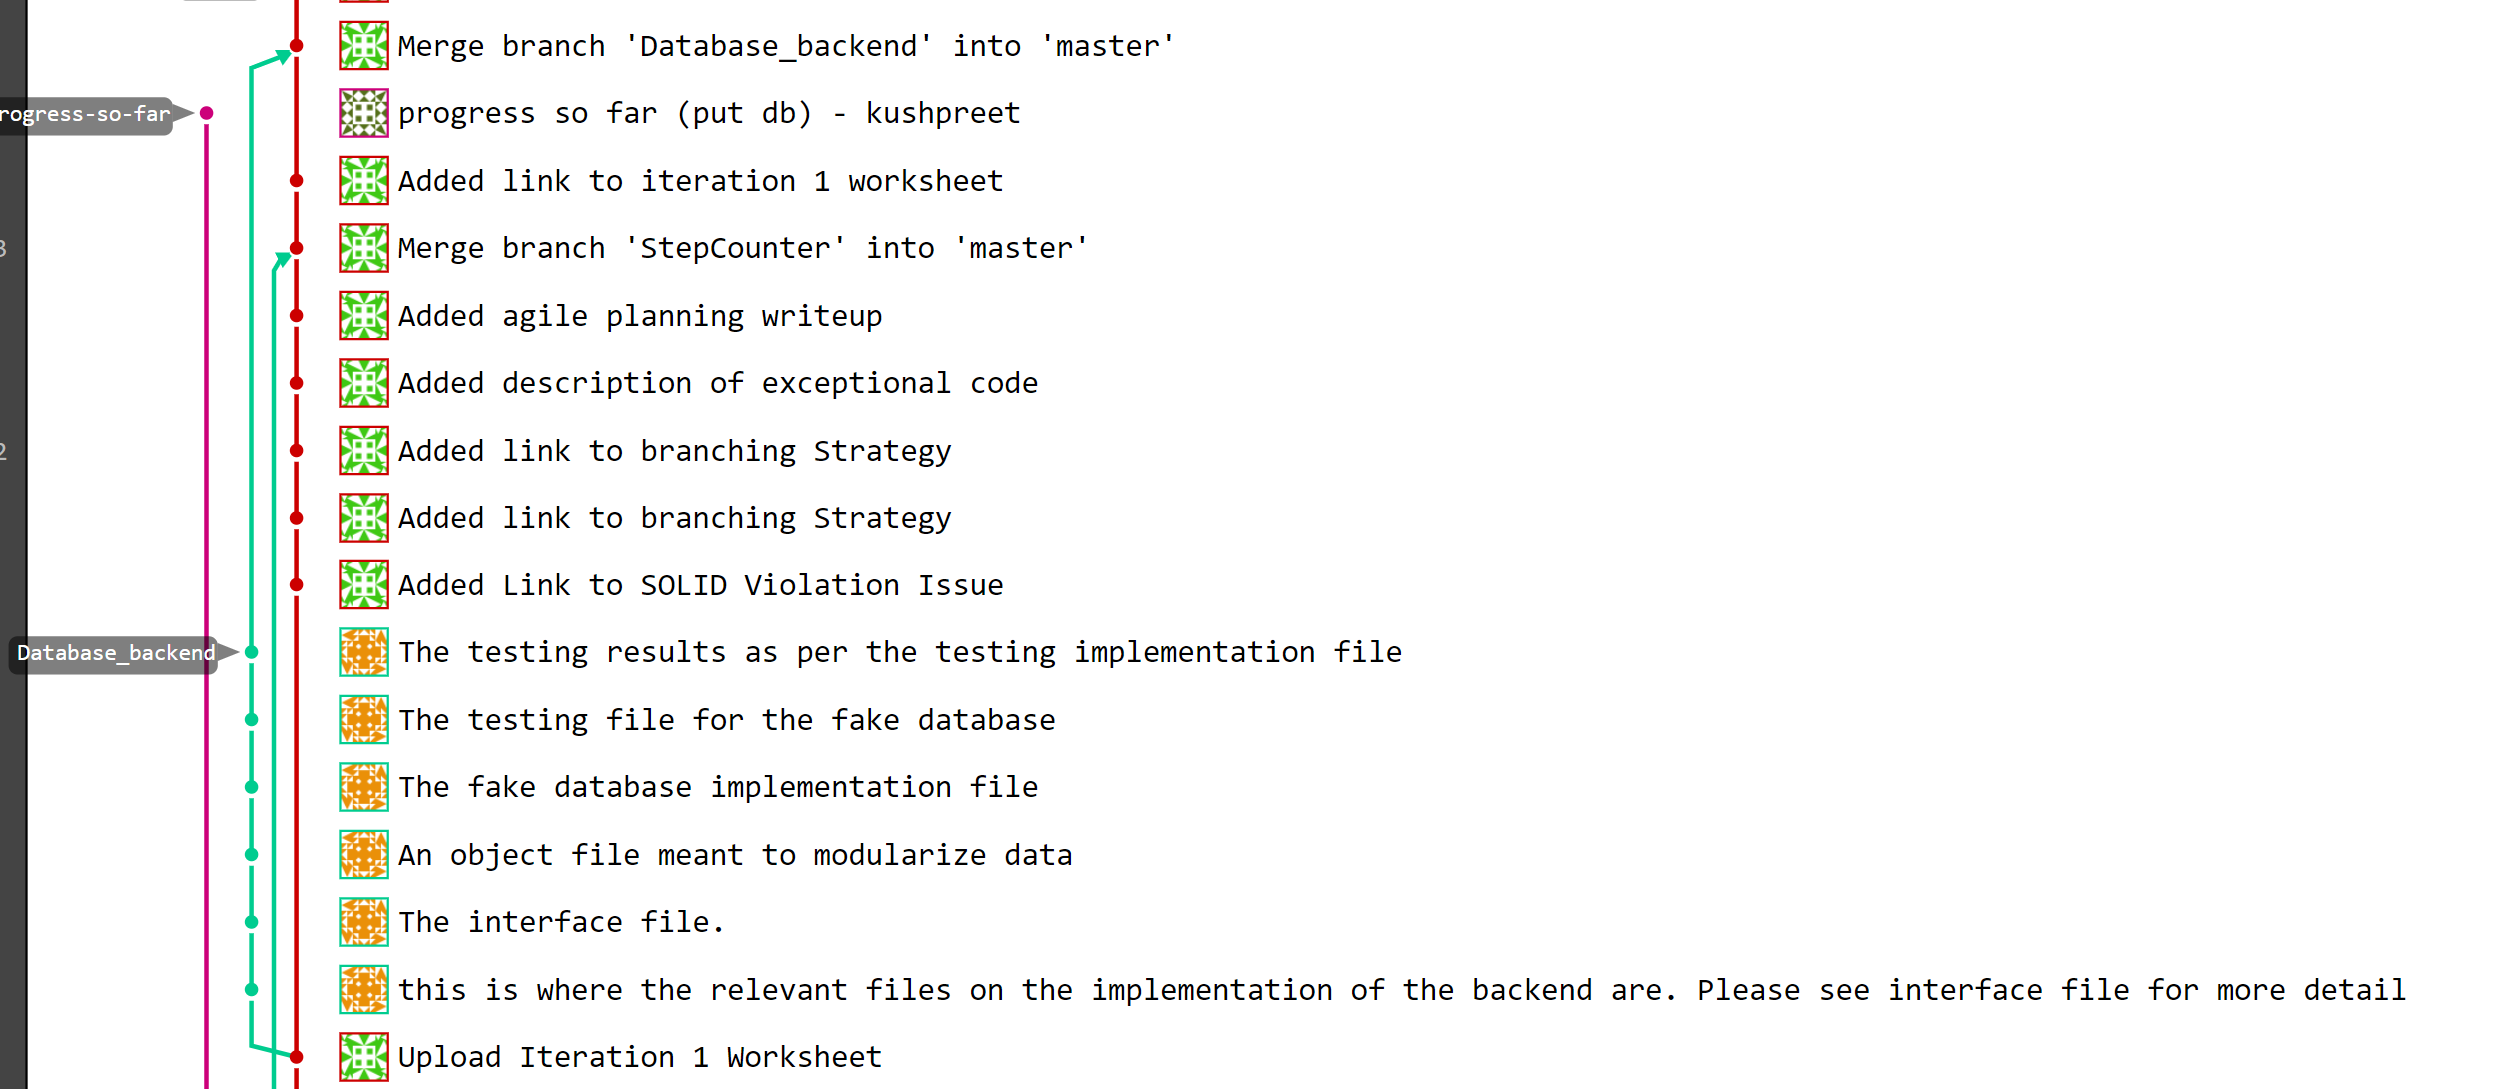 Merge branch 'Database_backend' into 'master'
rogress-so-far
progress so far (put db) - kushpreet
Added link to iteration 1 worksheet
3
Merge branch 'StepCounter' into 'master'
Added agile planning writeup
Added description of exceptional code
2
Added link to branching Strategy
Added link to branching Strategy
Added Link to SOLID Violation Issue
Database_backend
The testing results as per the testing implementation file
The testing file for the fake database
The fake database implementation file
An object file meant to modularize data
The interface file.
this is where the relevant files on the implementation of the backend are. Please see interface file for more detail
Upload Iteration 1 Worksheet